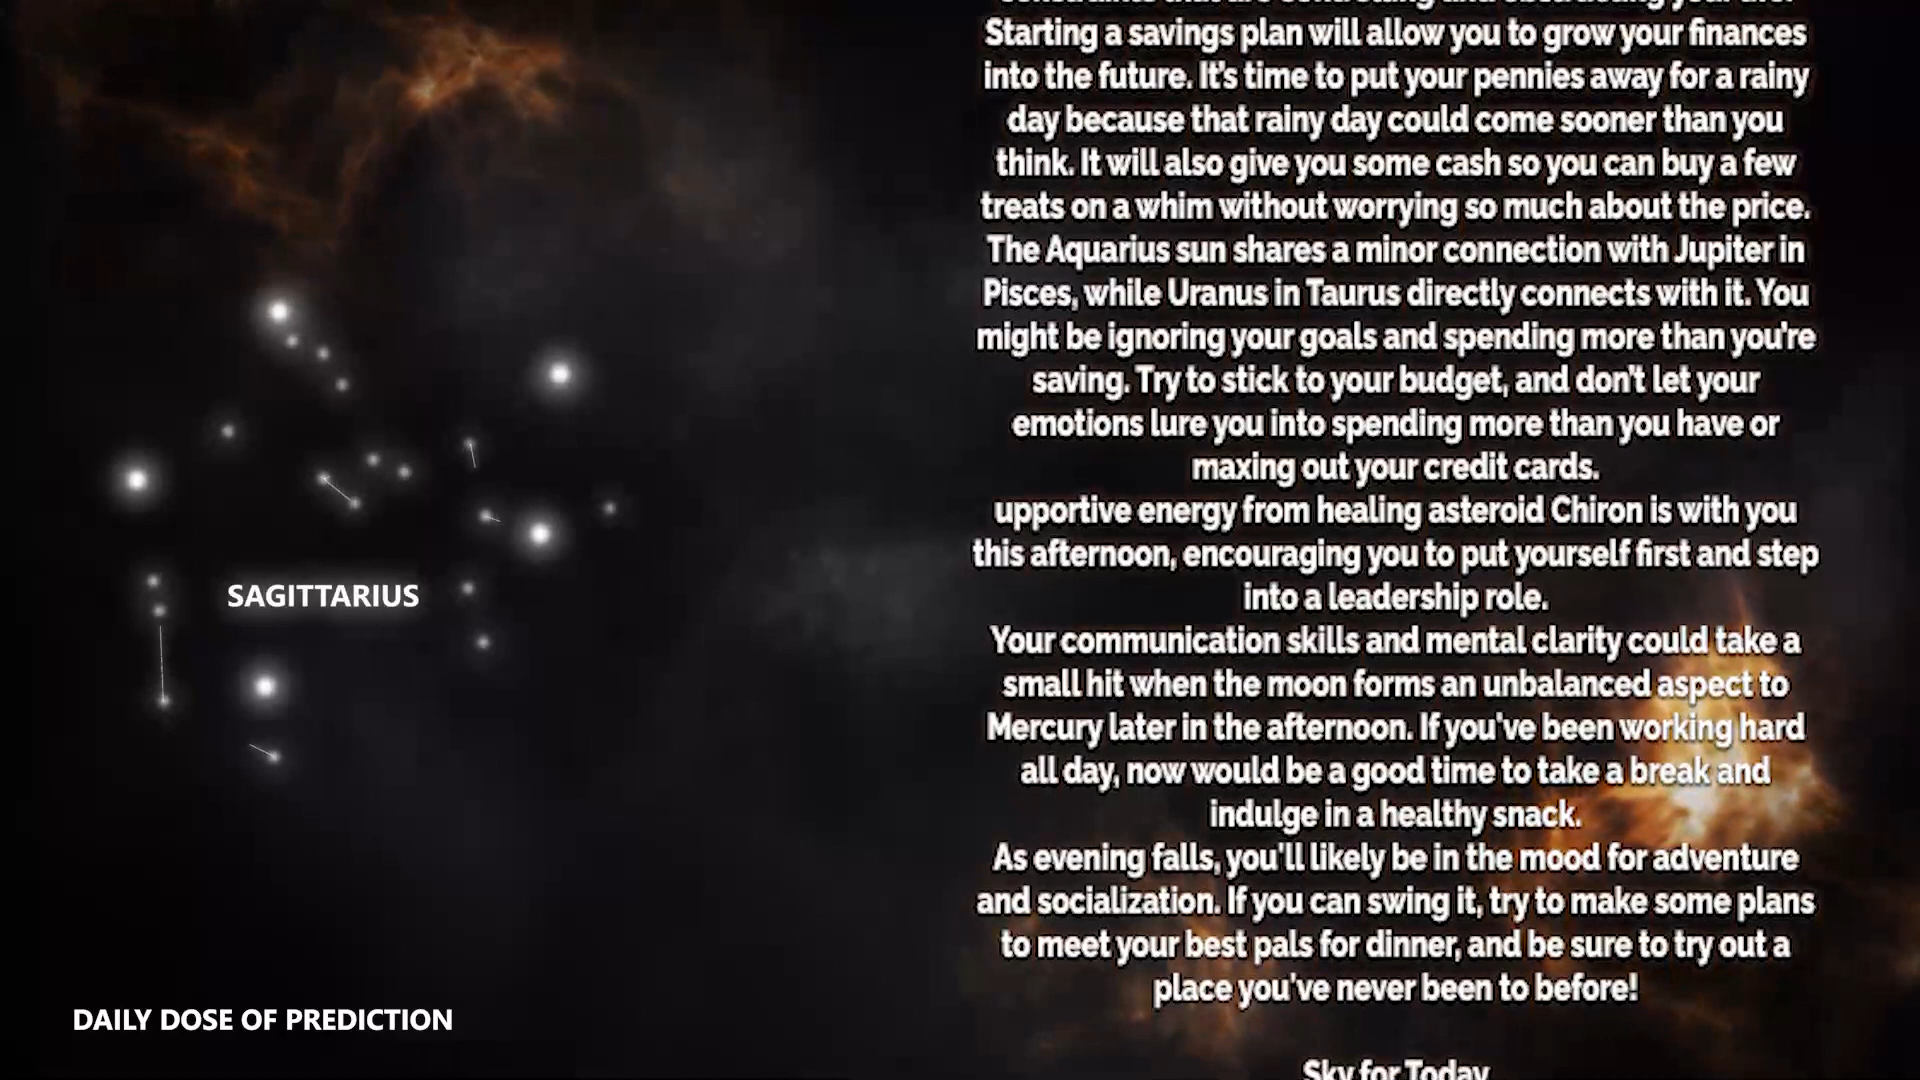 Starting a savings plan will allow you to grow your finances
into the future. It's time to put your pennies away for a rainy
day because that rainy day could come sooner than you
think. It will also give you some cash so you can buy a few
treats on a whim without worrying so much about the price.
The Aquarius sun shares a minor connection with Jupiter in
Pisces, while Uranus in Taurus directly connects with it. You
might be ignoring your goals and spending more than you're
saving. Try to stick to your budget, and don't let your
emotions lure you into spending more than you have or
maxing out your credit cards.
upportive energy from healing asteroid Chiron is with you
this afternoon, encouraging you to put yourself first and step
into a leadership role.
Your communication skills and mental clarity could take a
small hit when the moon forms an unbalanced aspect to
Mercury later in the afternoon. If you've been working hard
all day, now would be a good time to take a break and
indulge in a healthy snack.
As evening falls, you'll likely be in the mood for adventure
and socialization. If you can swing it, try to make some plans
to meet your best pals for dinner, and be sure to try out a
place you've never been to before!
Sky for Today
SAGITTARIUS
DAILY DOSE OF PREDICTION